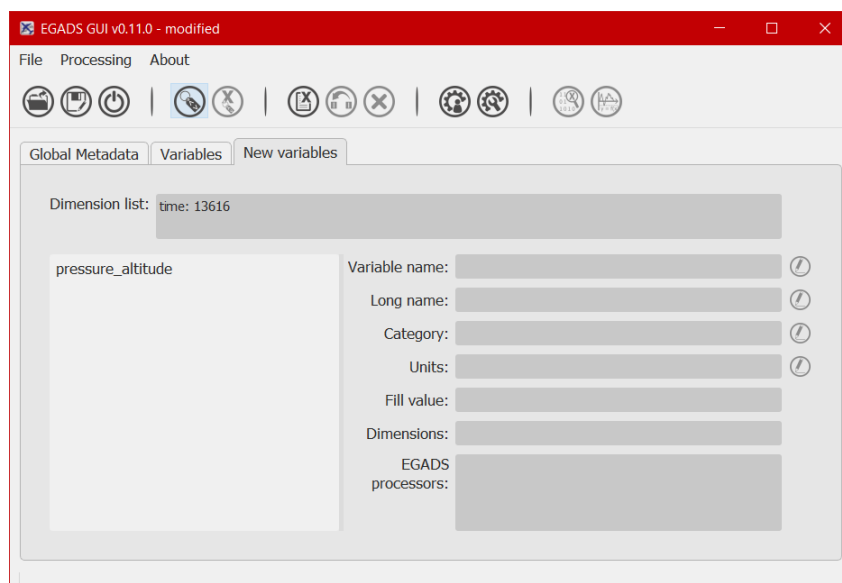 EGADS GUI v0.11.0 - modified
File Processing About
Global Metadata Variables New variables
Dimension list: time: 13616
pressure_altitude
Variable name:
Long name:
Category:
Units:
Fill value:
Dimensions:
EGADS
processors: